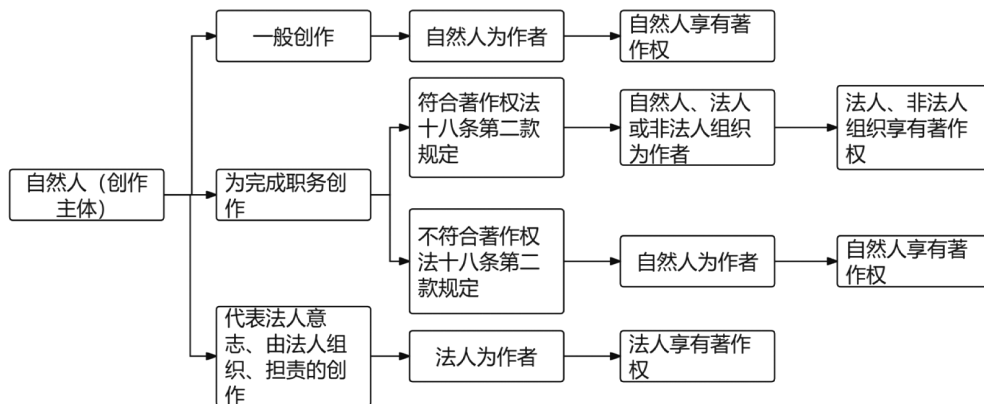 自然人（创作
主体）
一般创作
自然人为作者
自然人享有著
作权
为完成职务创
作
符合著作权法
十八条第二款
规定
自然人、法人
或非法人组织
为作者
法人、非法人
组织享有著作
权
不符合著作权
法十八条第二
款规定
自然人为作者
自然人享有著
作权
代表法人意
志、由法人组
织、担责的创
作
法人为作者
法人享有著作
权